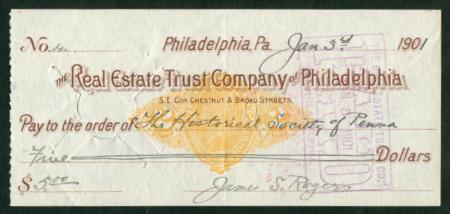 No. 4. Philadelphia, Pa Jan 3rd 1901
THE Real Estate Trust Company of Philadelphia
S.E. COR CHESTNUT & BROAD STREETS.
Pay to the order of The Historical Society of Penna
Five Dollars
$5.00 James S. Rogers